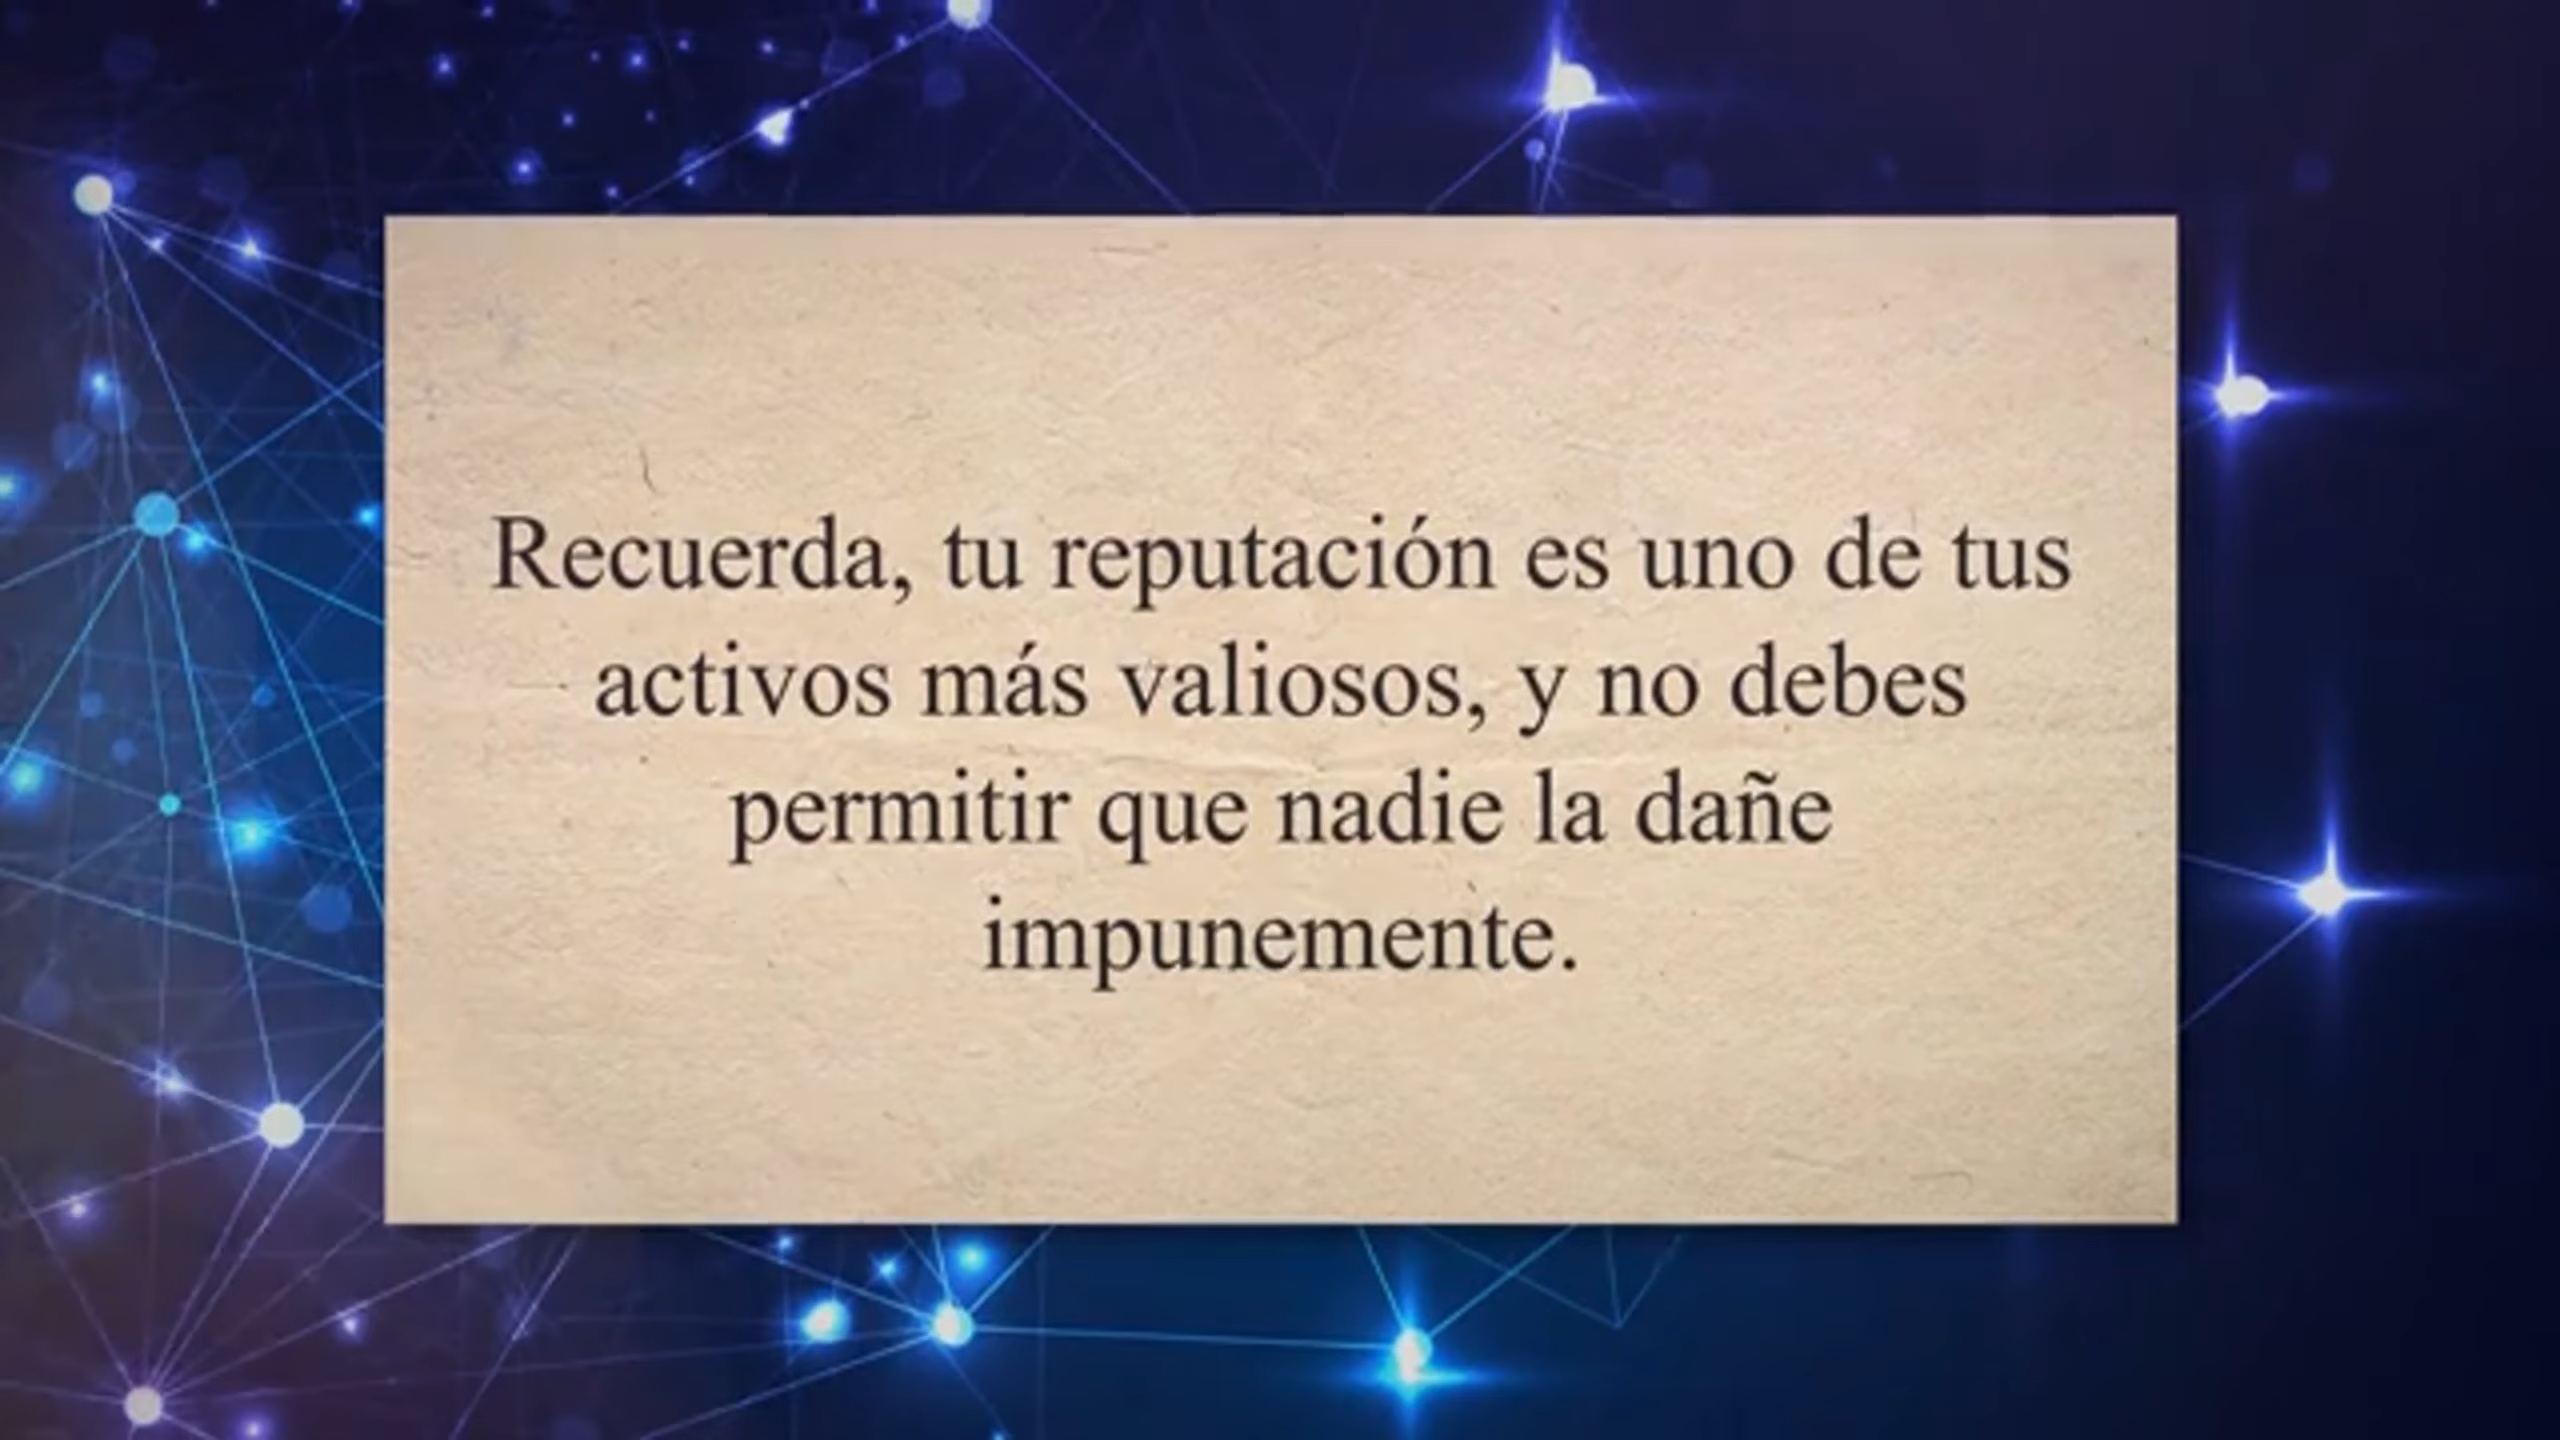 Recuerda, tu reputación es uno de tus
activos más valiosos, y no debes
permitir que nadie la dañe
impunemente.